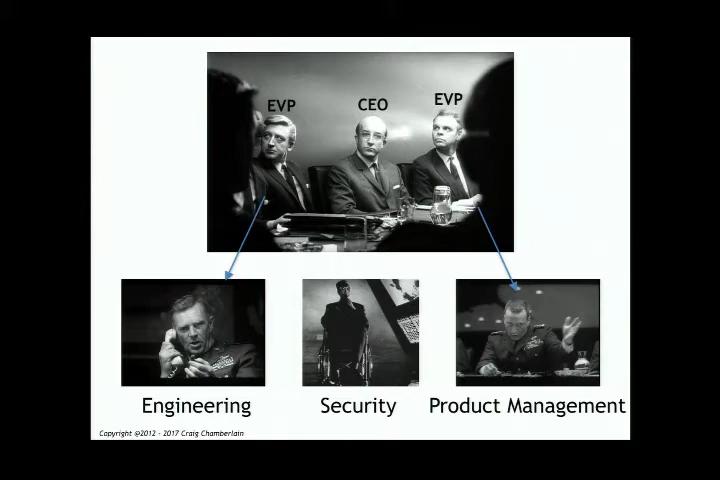 EVP
CEO
EVP
Engineering
Security
Product Management
Copyright @2012 - 2017 Craig Chamberlain